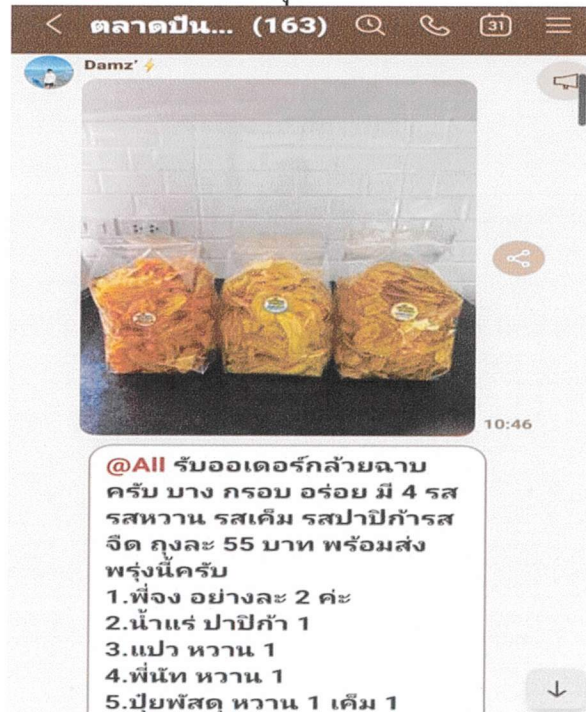 ตลาดปัน... (163)
31
Damz' ⚡
10:46
@All รับออเดอร์กล้วยฉาบ
ครับ บาง กรอบ อร่อย มี 4 รส
รสหวาน รสเค็ม รสปาปิก้ารส
จืด ถุงละ 55 บาท พร้อมส่ง
พรุ่งนี้ครับ
1.พี่จง อย่างละ 2 ค่ะ
2.น้ำแร่ ปาปิก้า 1
3.แปว หวาน 1
4.พี่นัท หวาน 1
5.ปุ๋ยพัสดุ หวาน 1 เค็ม 1